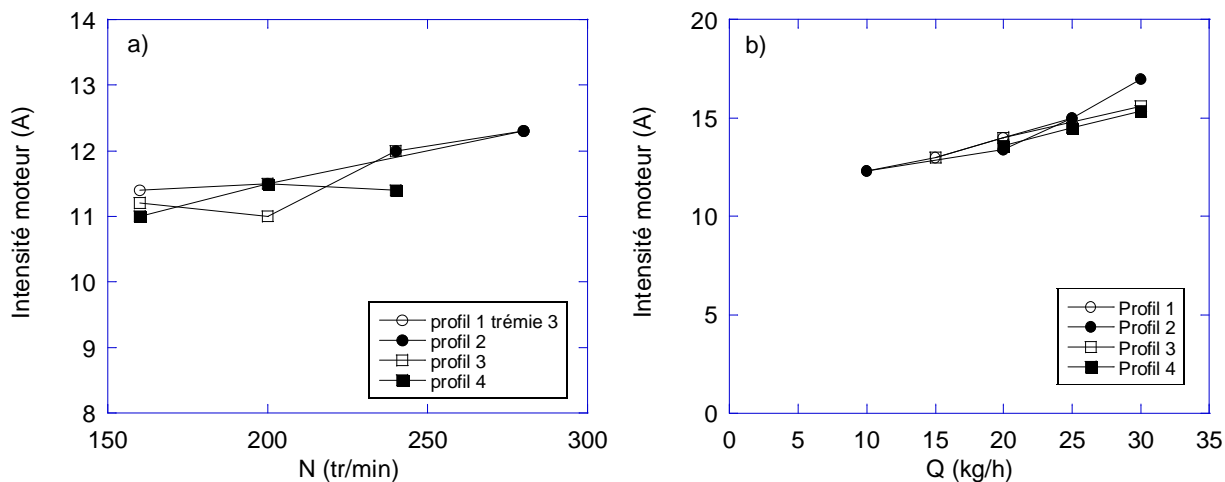 a)
14
13
12
11
10
9
8
Intensité moteur (A)
150
200
250
300
N (tr/min)
profil 1 trémie 3
profil 2
profil 3
profil 4
b)
20
15
10
5
0
Intensité moteur (A)
0
5
10
15
20
25
30
35
Q (kg/h)
Profil 1
Profil 2
Profil 3
Profil 4